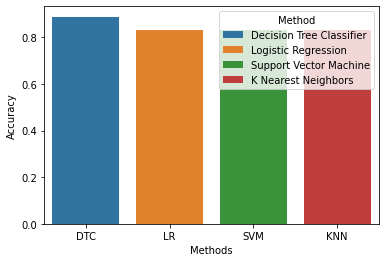 Method
Decision Tree Classifier
Logistic Regression
Support Vector Machine
K Nearest Neighbors
0.8
0.6
0.4
0.2
0.0
Accuracy
DTC LR SVM KNN
Methods